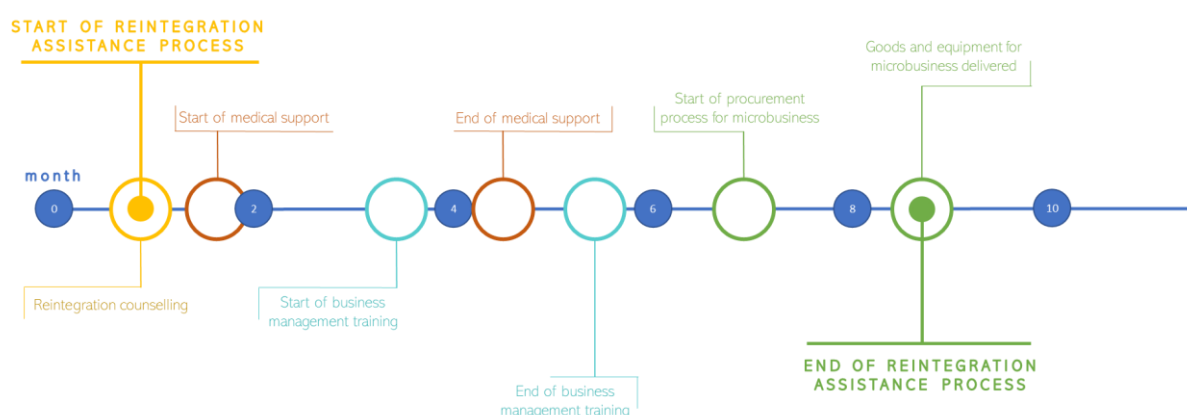 START OF REINTEGRATION
ASSISTANCE PROCESS
Goods and equipment for
microbusiness delivered
Start of medical support
End of medical support
Start of procurement
process for microbusiness
month
0
2
4
6
8
10
Reintegration counselling
Start of business
management training
END OF REINTEGRATION
ASSISTANCE PROCESS
End of business
management training